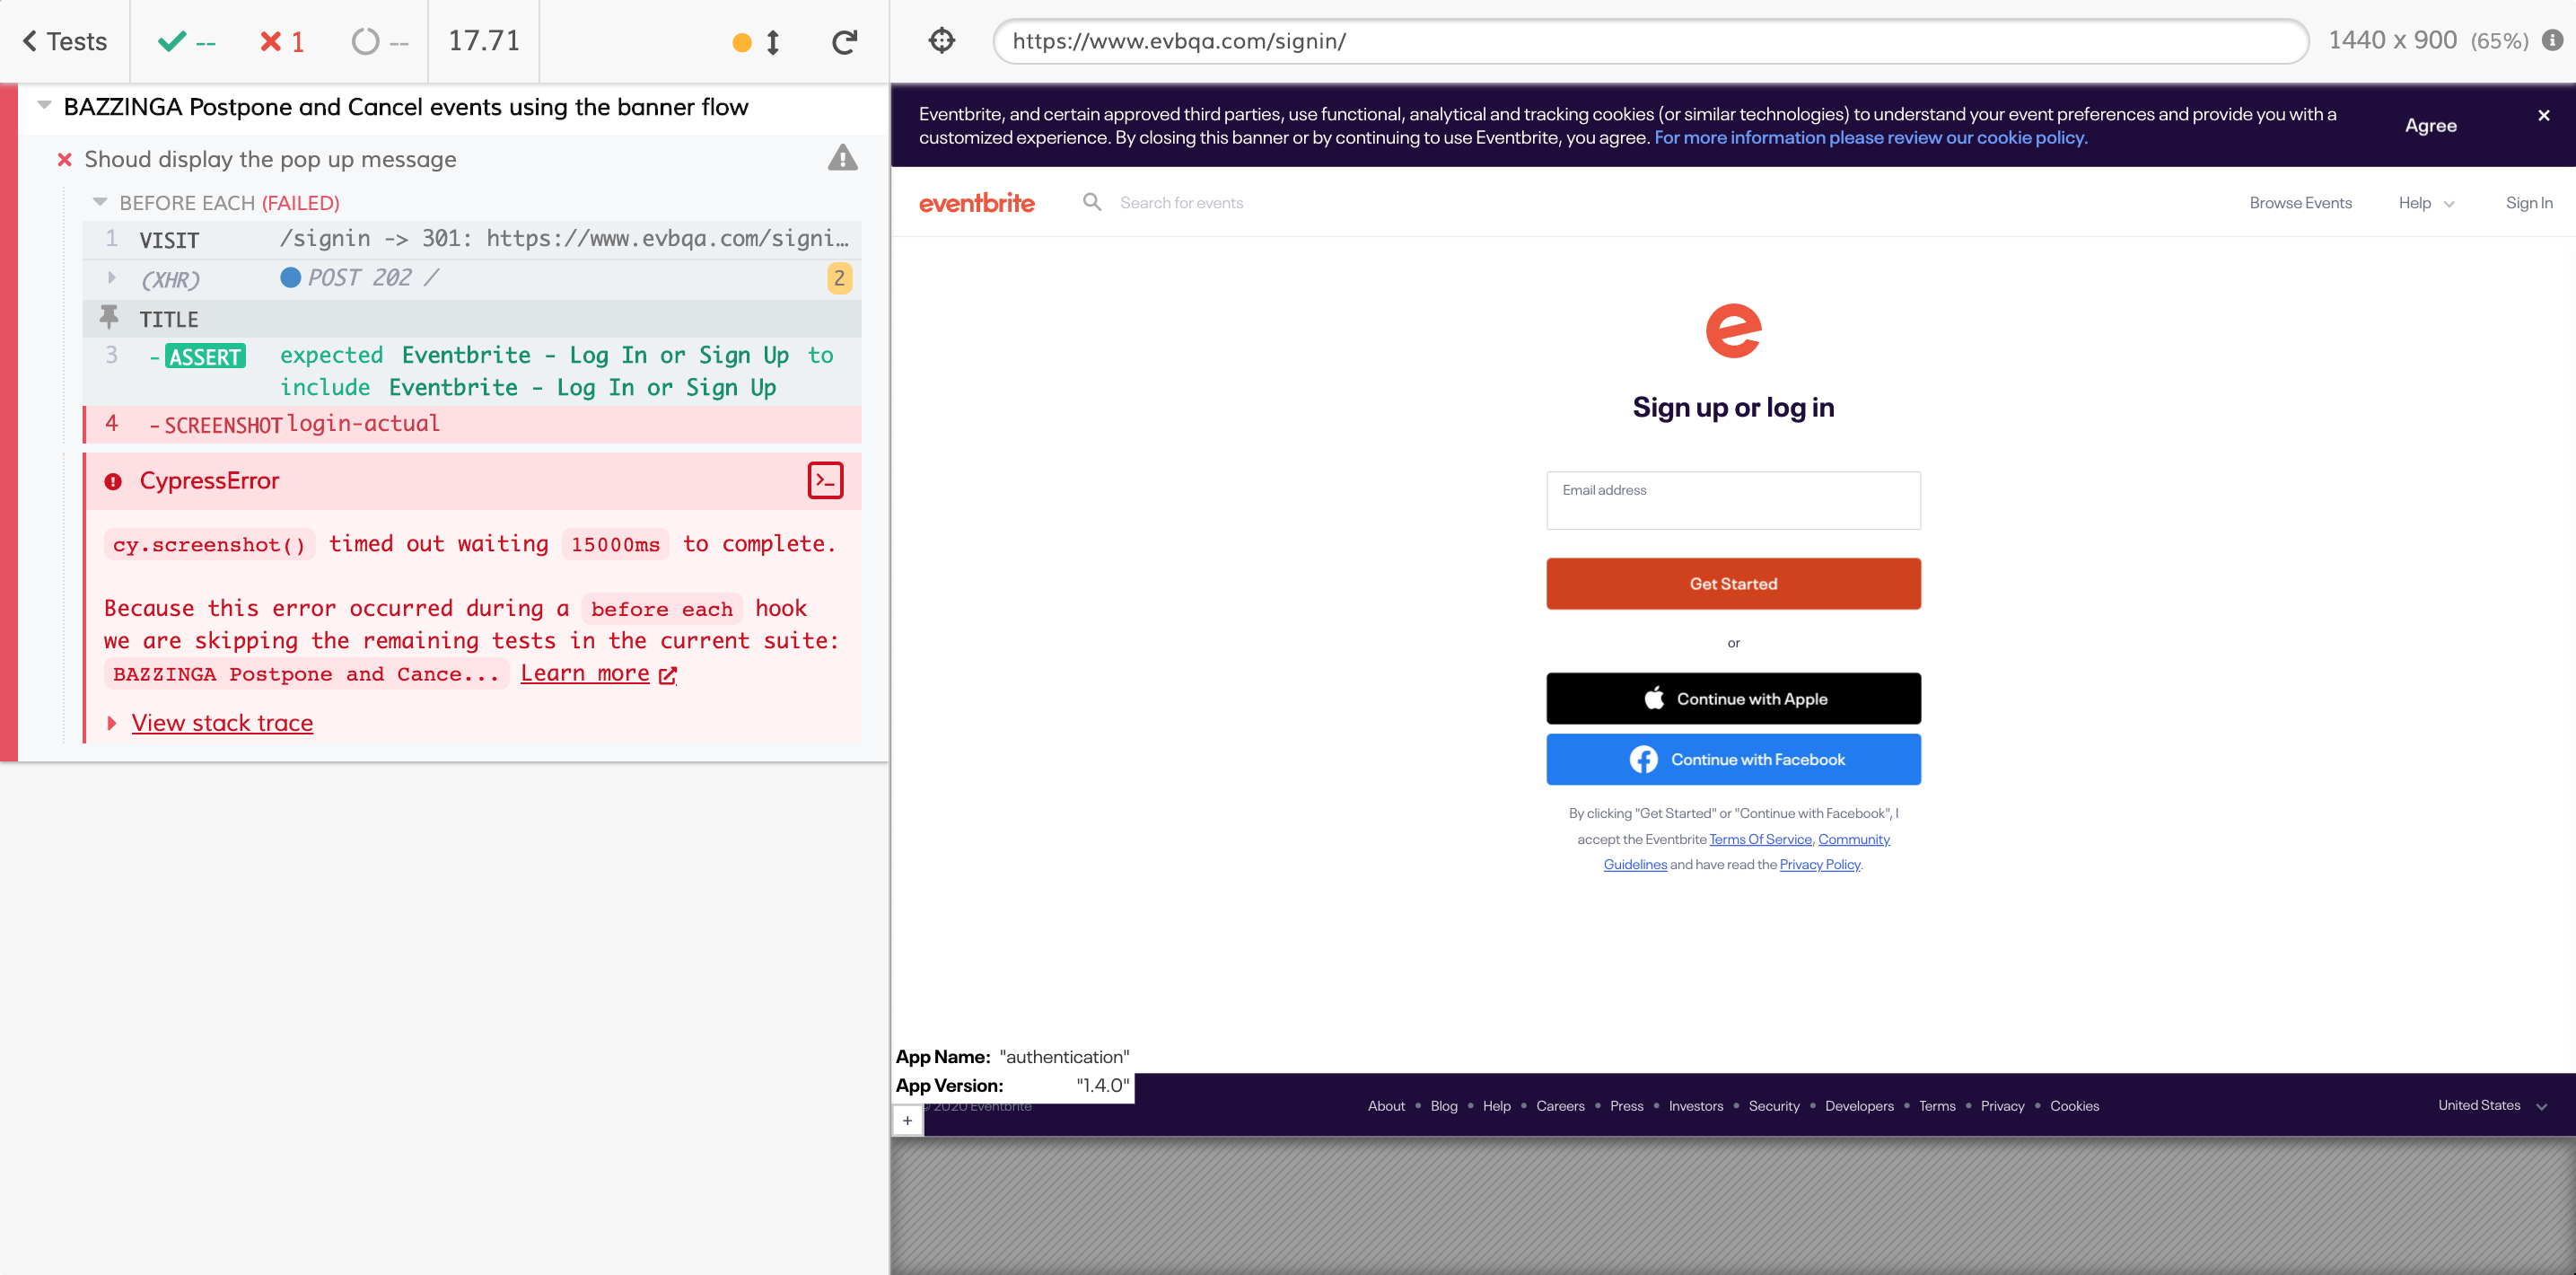 Tests
--
1
--
17.71
BAZZINGA Postpone and Cancel events using the banner flow
Shoud display the pop up message
BEFORE EACH (FAILED)
1 VISIT /signin -> 301: https://www.evbqa.com/signi…
(XHR) POST 202 / 2
TITLE
3 - ASSERT expected Eventbrite - Log In or Sign Up to
include Eventbrite - Log In or Sign Up
4 - SCREENSHOT login-actual
CypressError
cy.screenshot() timed out waiting 15000ms to complete.
Because this error occurred during a before each hook
we are skipping the remaining tests in the current suite:
BAZZINGA Postpone and Cance... Learn more
View stack trace
https://www.evbqa.com/signin/
1440 x 900 (65%)
Eventbrite, and certain approved third parties, use functional, analytical and tracking cookies (or similar technologies) to understand your event preferences and provide you with a
customized experience. By closing this banner or by continuing to use Eventbrite, you agree. For more information please review our cookie policy.
Agree
eventbrite
Search for events
Browse Events
Help
Sign In
Sign up or log in
Email address
Get Started
or
Continue with Apple
Continue with Facebook
By clicking "Get Started" or "Continue with Facebook", I
accept the Eventbrite Terms Of Service, Community
Guidelines and have read the Privacy Policy.
App Name: "authentication"
App Version: "1.4.0"
+
© 2020 Eventbrite
About • Blog • Help • Careers • Press • Investors • Security • Developers • Terms • Privacy • Cookies
United States